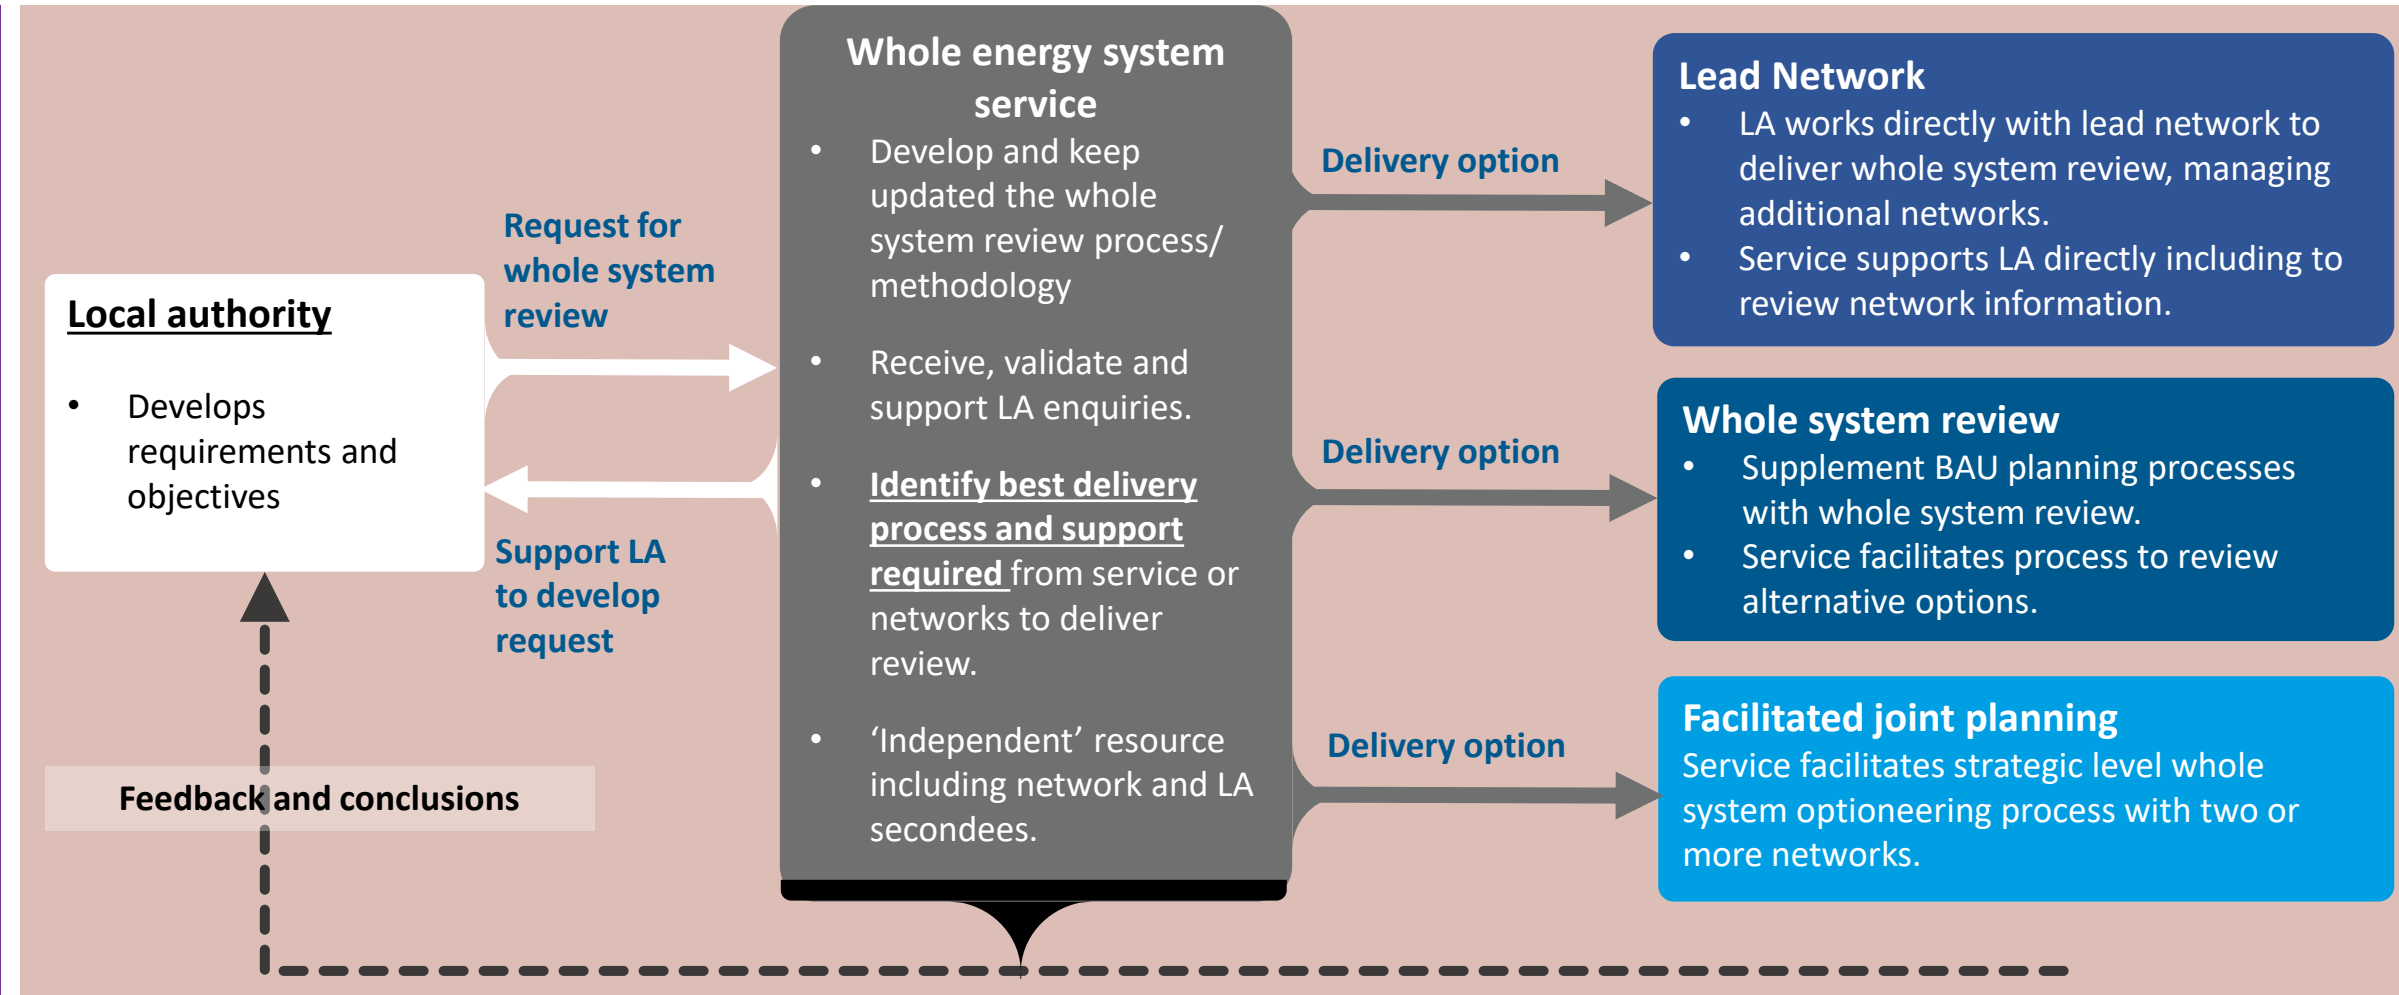 Local authority
• Develops
requirements and
objectives
Request for
whole system
review
Support LA
to develop
request
Feedback and conclusions
Whole energy system
service
• Develop and keep
updated the whole
system review process/
methodology
• Receive, validate and
support LA enquiries.
• Identify best delivery
process and support
required from service or
networks to deliver
review.
• ‘Independent’ resource
including network and LA
secondees.
Delivery option
Lead Network
• LA works directly with lead network to
deliver whole system review, managing
additional networks.
• Service supports LA directly including to
review network information.
Delivery option
Whole system review
• Supplement BAU planning processes
with whole system review.
• Service facilitates process to review
alternative options.
Delivery option
Facilitated joint planning
Service facilitates strategic level whole
system optioneering process with two or
more networks.